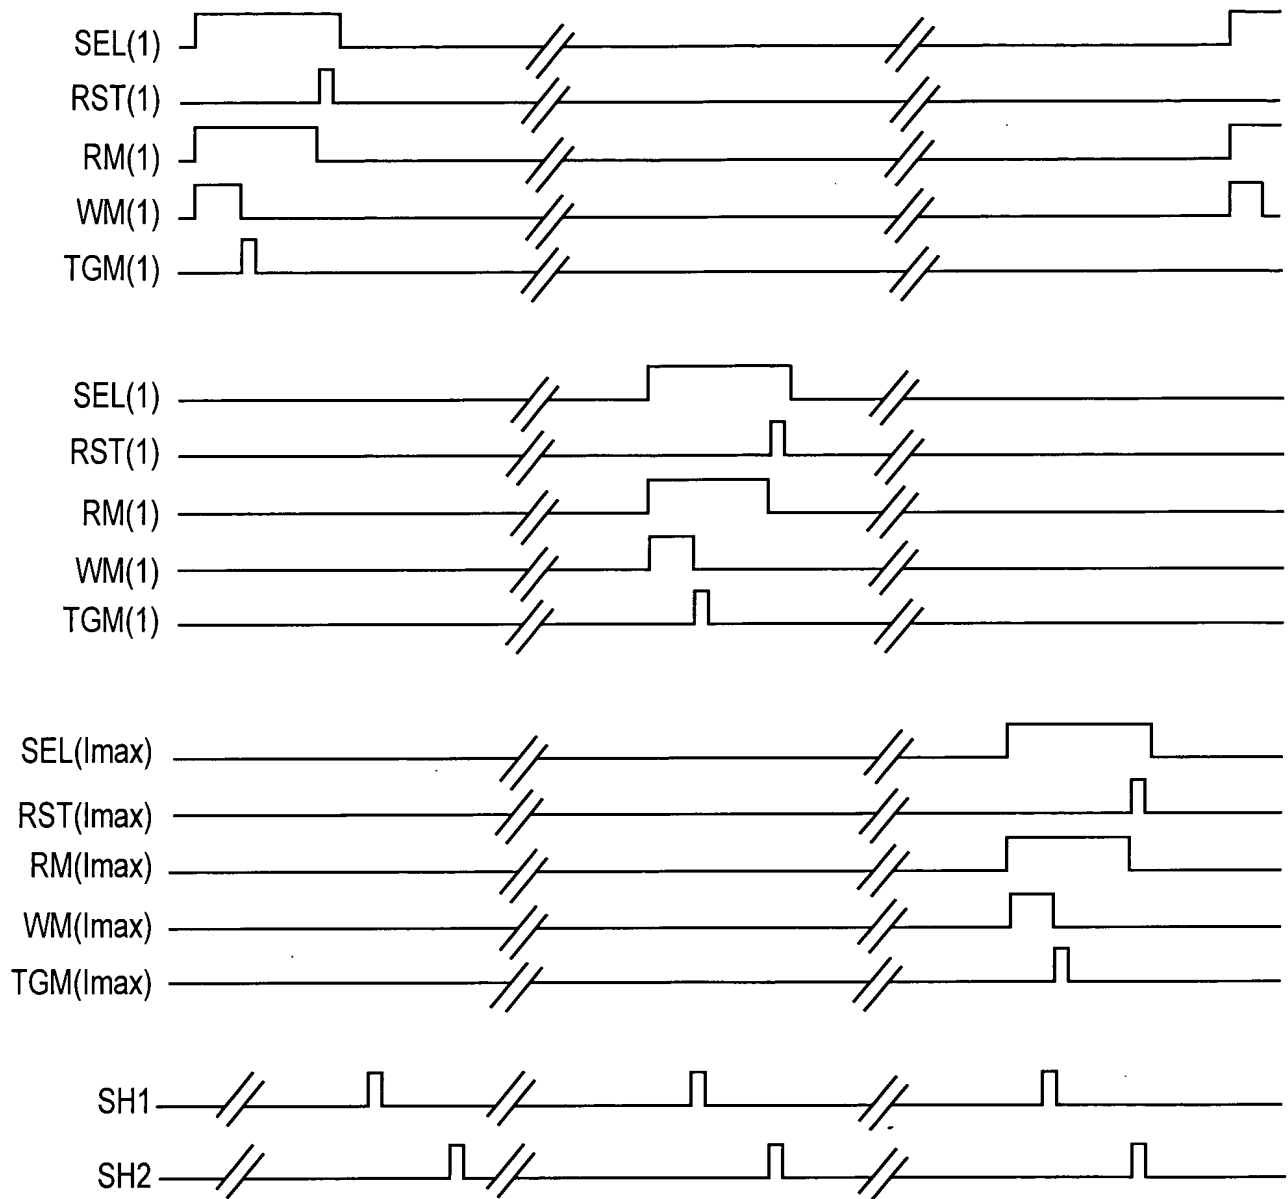 SEL(1)
RST(1)
RM(1)
WM(1)
TGM(1)
SEL(1)
RST(1)
RM(1)
WM(1)
TGM(1)
SEL(Imax)
RST(Imax)
RM(Imax)
WM(Imax)
TGM(Imax)
SH1
SH2